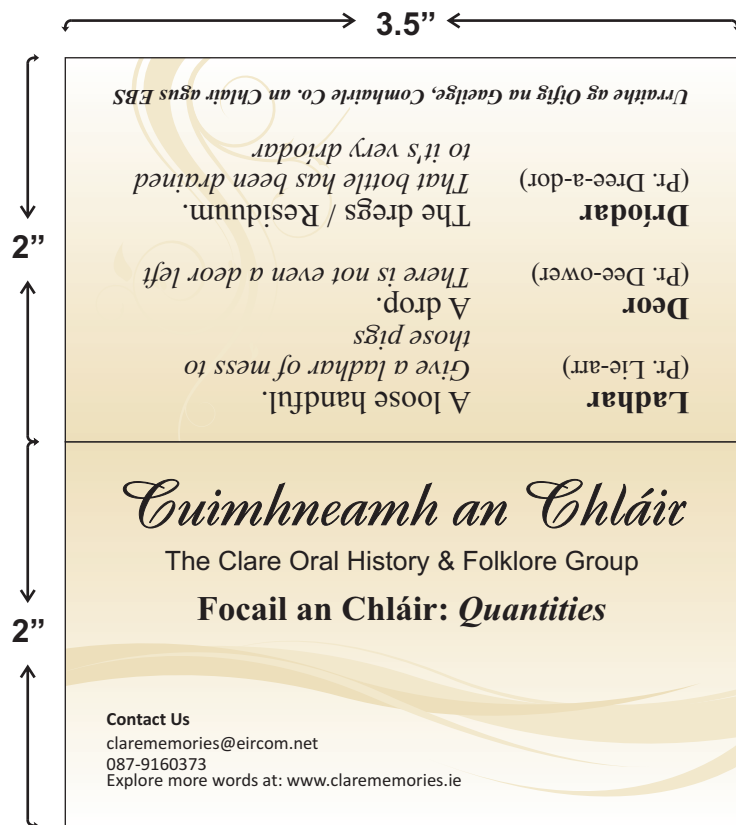 3.5”
2”
Ladhar A loose handful.
(Pr. Lie-arr) Give a ladhar of mess to
those pigs
Deor A drop.
(Pr. Dee-ower) There is not even a deor left
Dríodar The dregs / Residuum.
(Pr. Dree-a-dor) That bottle has been drained
to it's very dríodar
Urraithe ag Oifig na Gaeilge, Comhairle Co. an Chlair agus EBS
2”
Cuimhneamh an Chláir
The Clare Oral History & Folklore Group
Focail an Chláir: Quantities
Contact Us
clarememories@eircom.net
087-9160373
Explore more words at: www.clarememories.ie